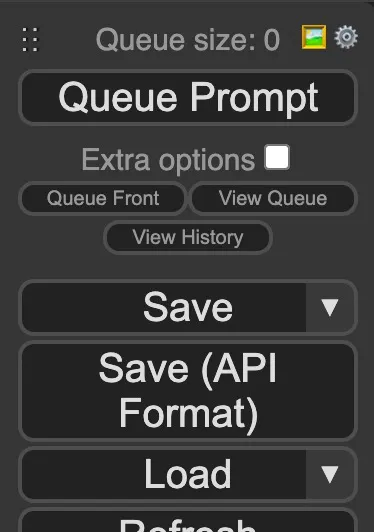 Queue size: 0
Queue Prompt
Extra options
Queue Front
View Queue
View History
Save ▼
Save (API
Format)
Load ▼
Refresh